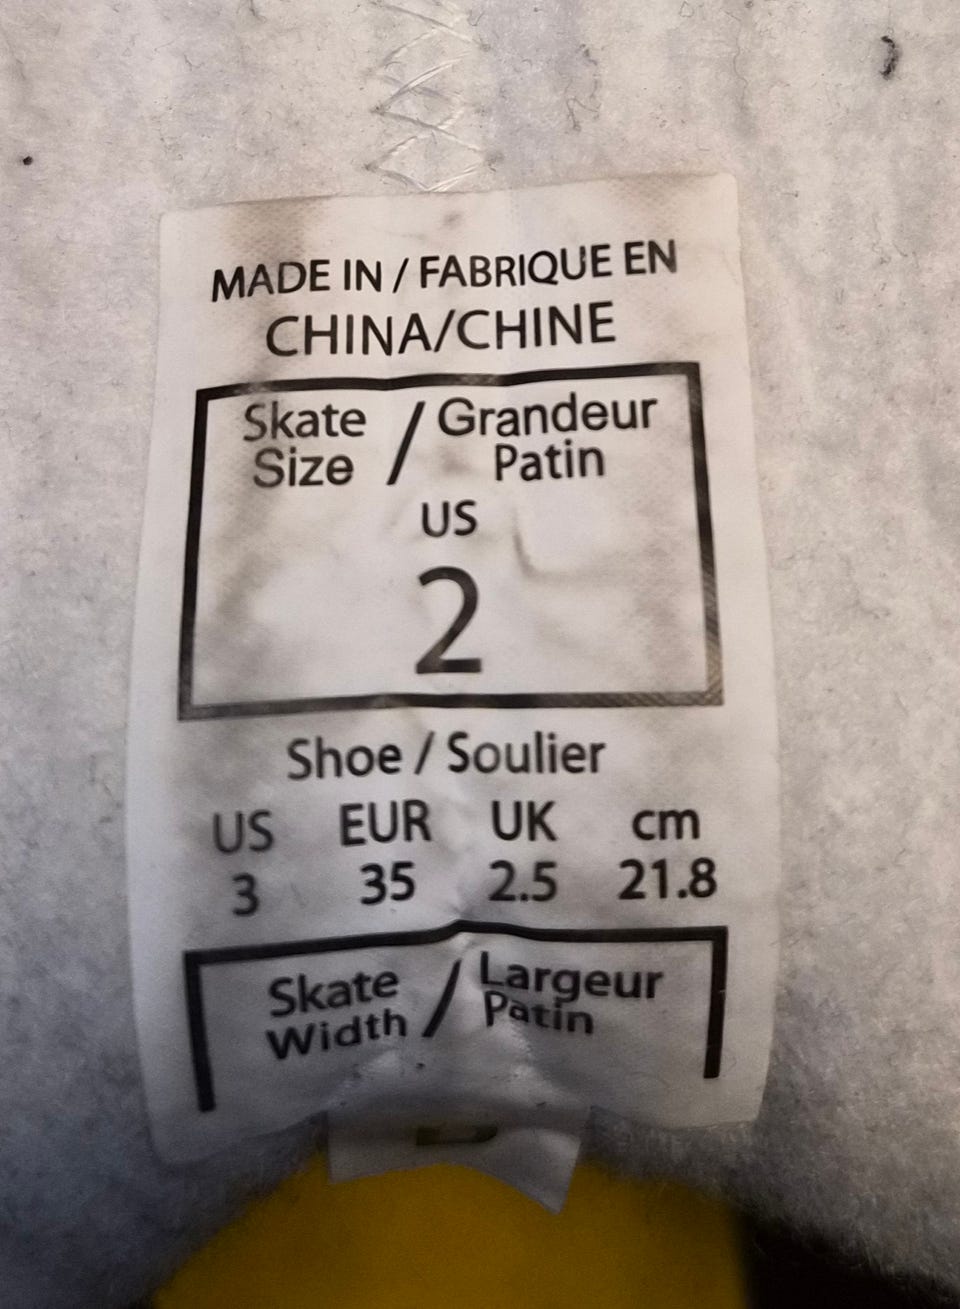 MADE IN / FABRIQUE EN
CHINA/CHINE
Skate Size / Grandeur Patin
US
2
Shoe / Soulier
US EUR UK cm
3 35 2.5 21.8
Skate Width / Largeur Patin